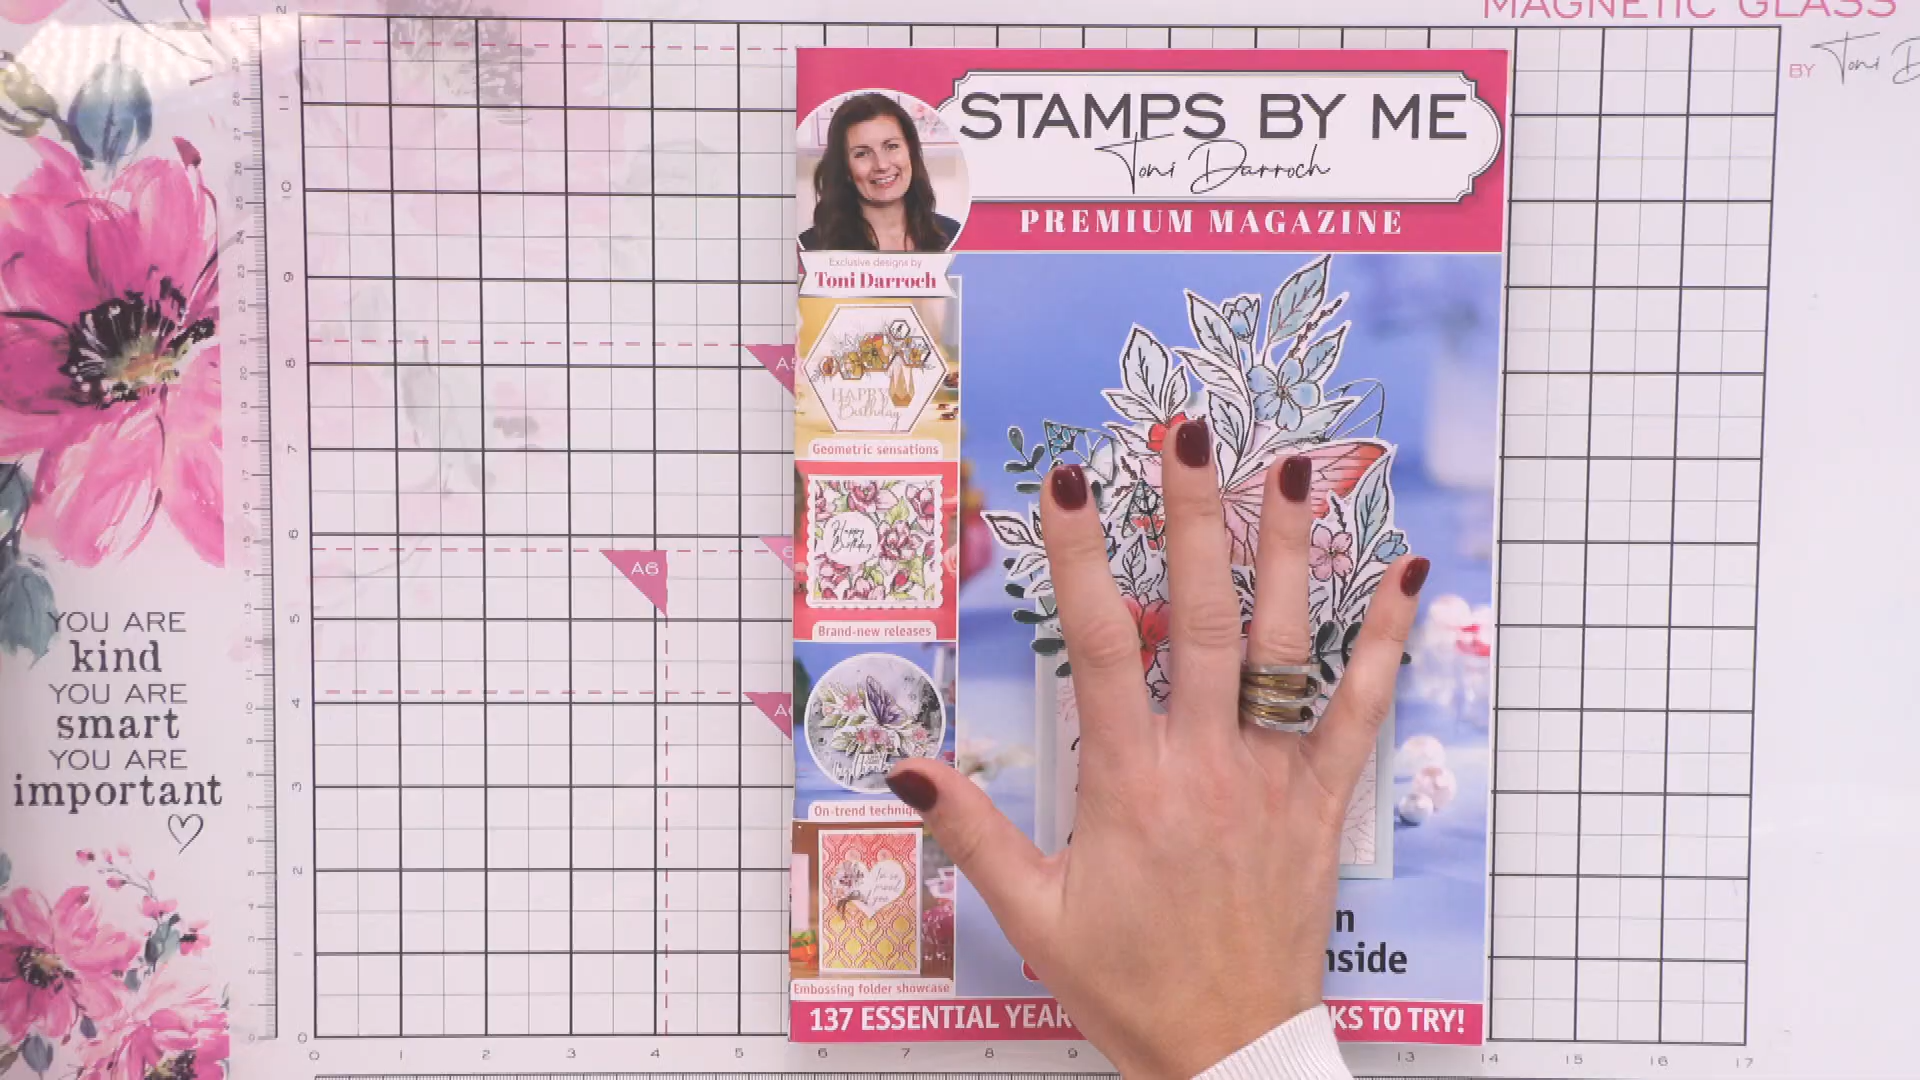 MAGNETIC GLASS
BY Toni D
STAMPS BY ME
Toni Darroch
PREMIUM MAGAZINE
Exclusive designs by
Toni Darroch
HAPPY
Birthday
Geometric sensations
Happy
Birthday
Brand-new releases
On-trend techniqu
Embossing folder showcase
n
nside
137 ESSENTIAL YEAR
KS TO TRY!
YOU ARE
kind
YOU ARE
smart
YOU ARE
important
A5
A6
A
12
11
10
9
8
7
6
5
4
3
2
1
0
0 1 2 3 4 5 6 7 8 9 13 14 15 16 17